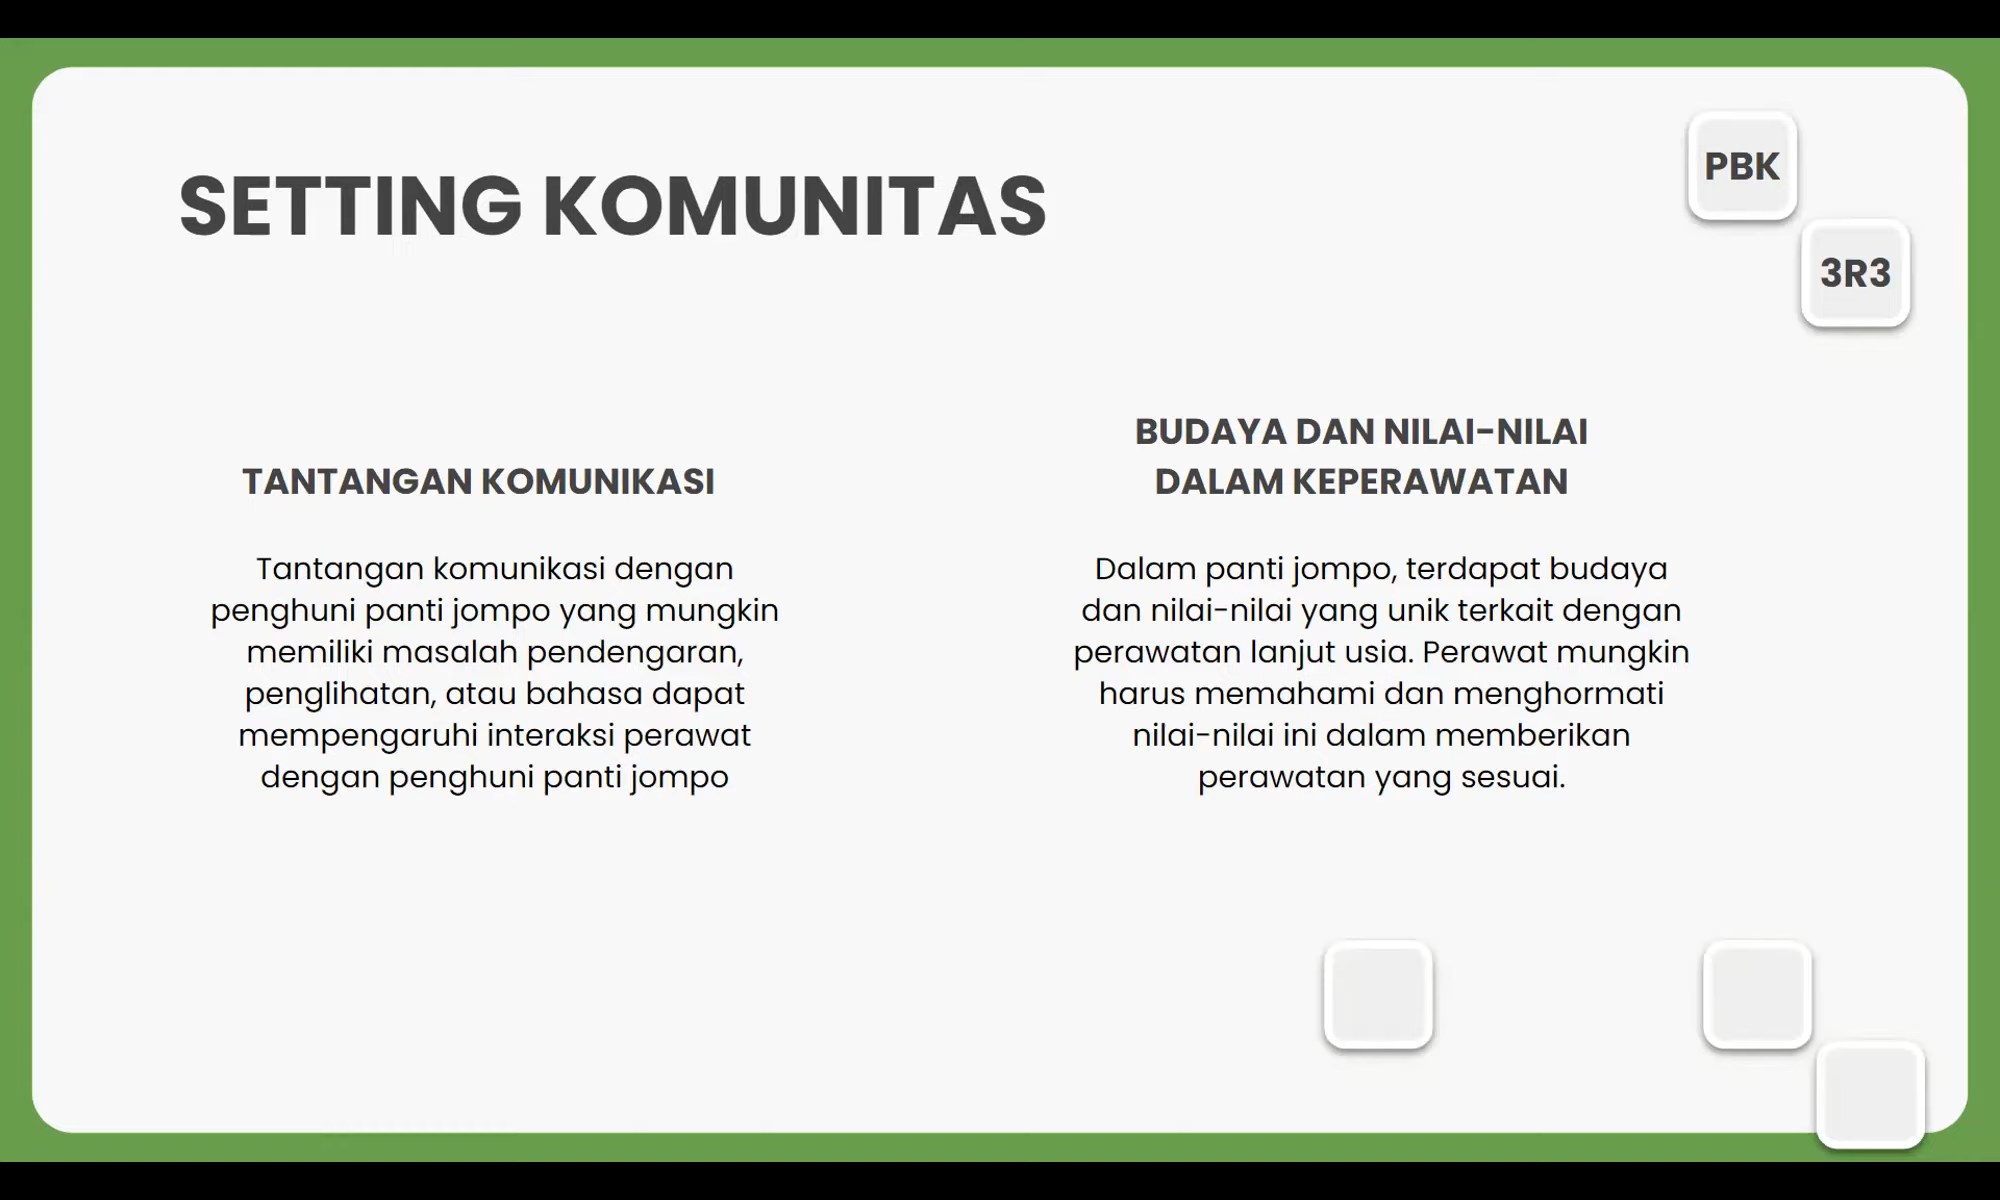 SETTING KOMUNITAS
PBK
3R3
TANTANGAN KOMUNIKASI
Tantangan komunikasi dengan
penghuni panti jompo yang mungkin
memiliki masalah pendengaran,
penglihatan, atau bahasa dapat
mempengaruhi interaksi perawat
dengan penghuni panti jompo
BUDAYA DAN NILAI-NILAI
DALAM KEPERAWATAN
Dalam panti jompo, terdapat budaya
dan nilai-nilai yang unik terkait dengan
perawatan lanjut usia. Perawat mungkin
harus memahami dan menghormati
nilai-nilai ini dalam memberikan
perawatan yang sesuai.